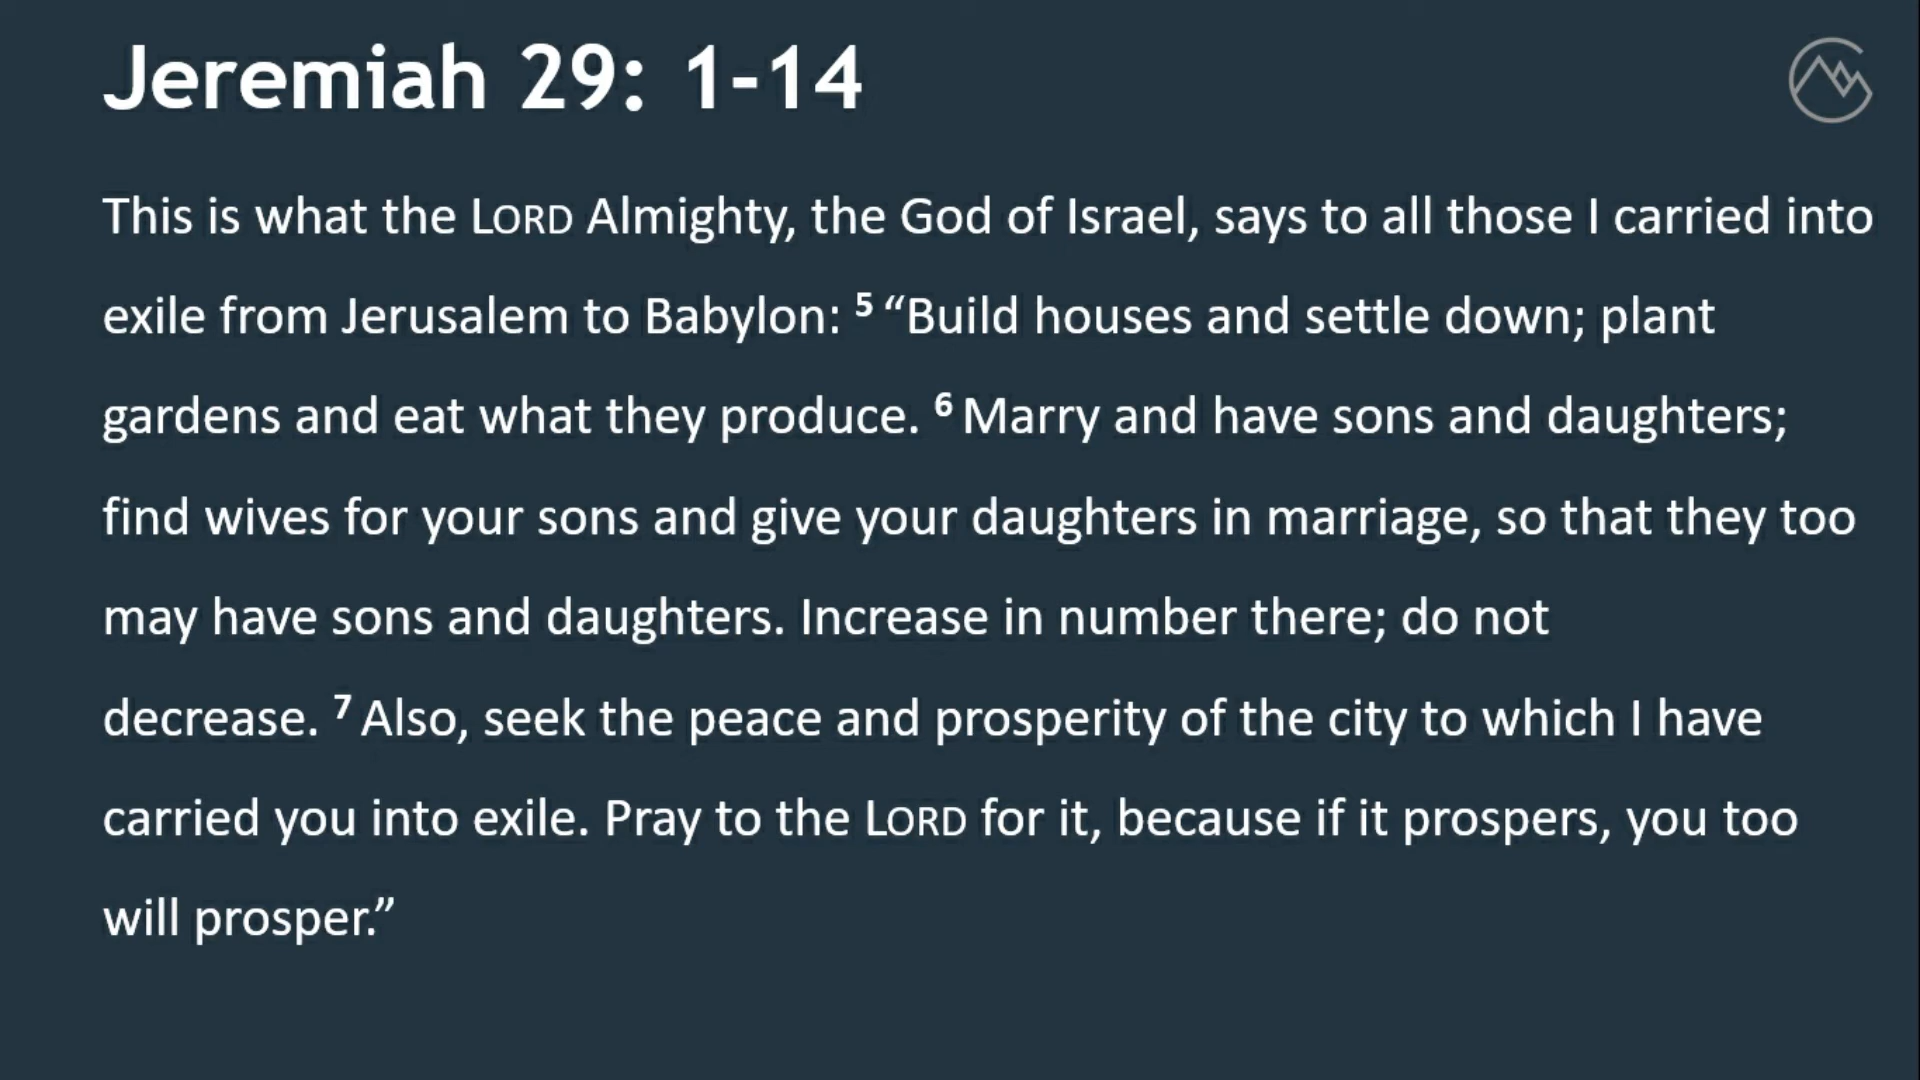 Jeremiah 29: 1-14
This is what the LORD Almighty, the God of Israel, says to all those I carried into
exile from Jerusalem to Babylon: ⁵ “Build houses and settle down; plant
gardens and eat what they produce. ⁶ Marry and have sons and daughters;
find wives for your sons and give your daughters in marriage, so that they too
may have sons and daughters. Increase in number there; do not
decrease. ⁷ Also, seek the peace and prosperity of the city to which I have
carried you into exile. Pray to the LORD for it, because if it prospers, you too
will prosper.”